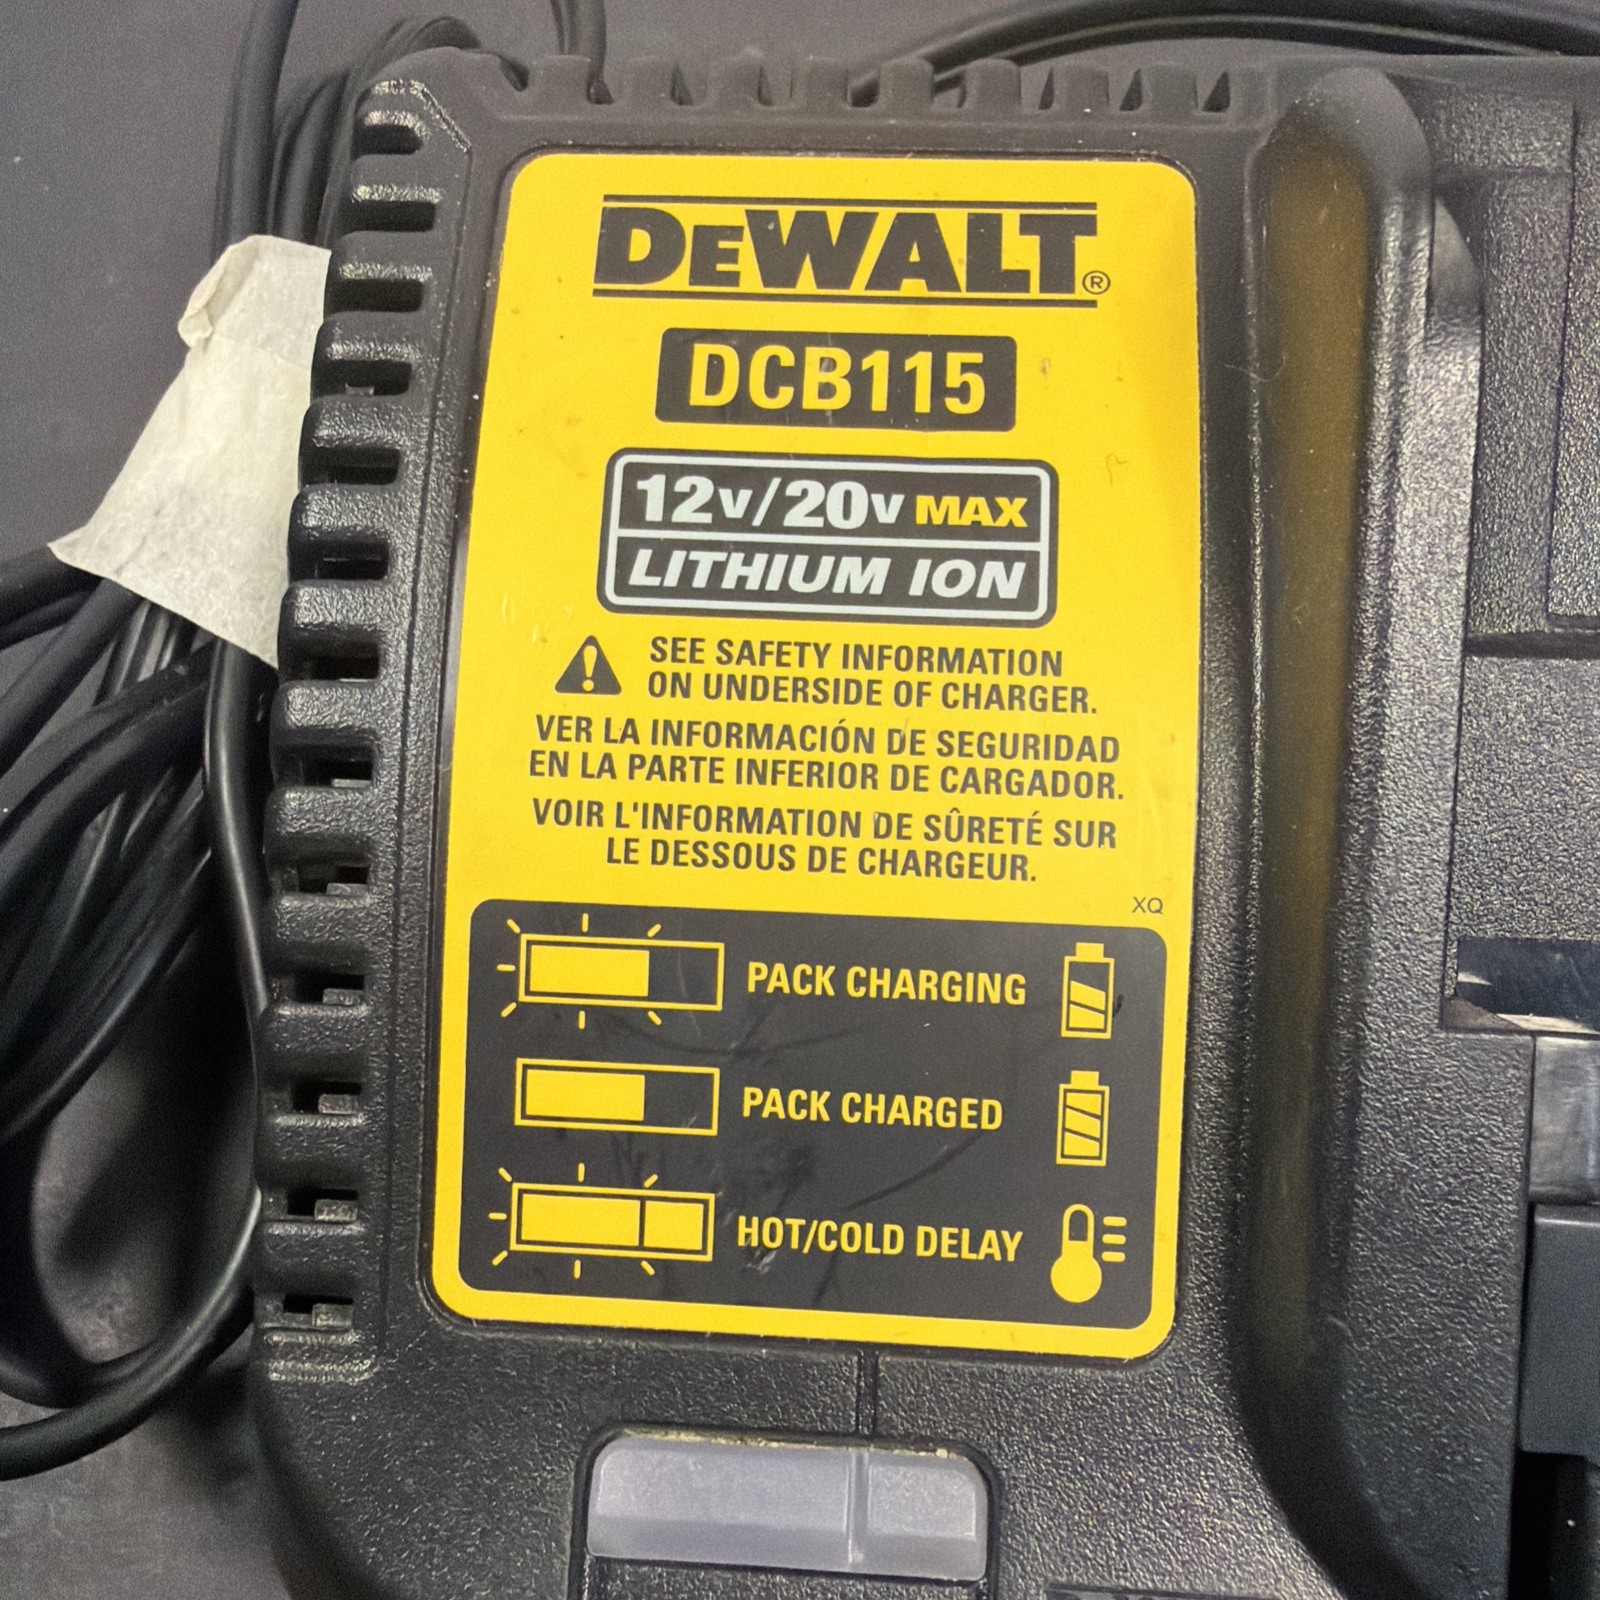 DEWALT®
DCB115
12V/20V MAX
LITHIUM ION
SEE SAFETY INFORMATION
ON UNDERSIDE OF CHARGER.
VER LA INFORMACIÓN DE SEGURIDAD
EN LA PARTE INFERIOR DE CARGADOR.
VOIR L'INFORMATION DE SÛRETÉ SUR
LE DESSOUS DE CHARGEUR.
XQ
PACK CHARGING
PACK CHARGED
HOT/COLD DELAY